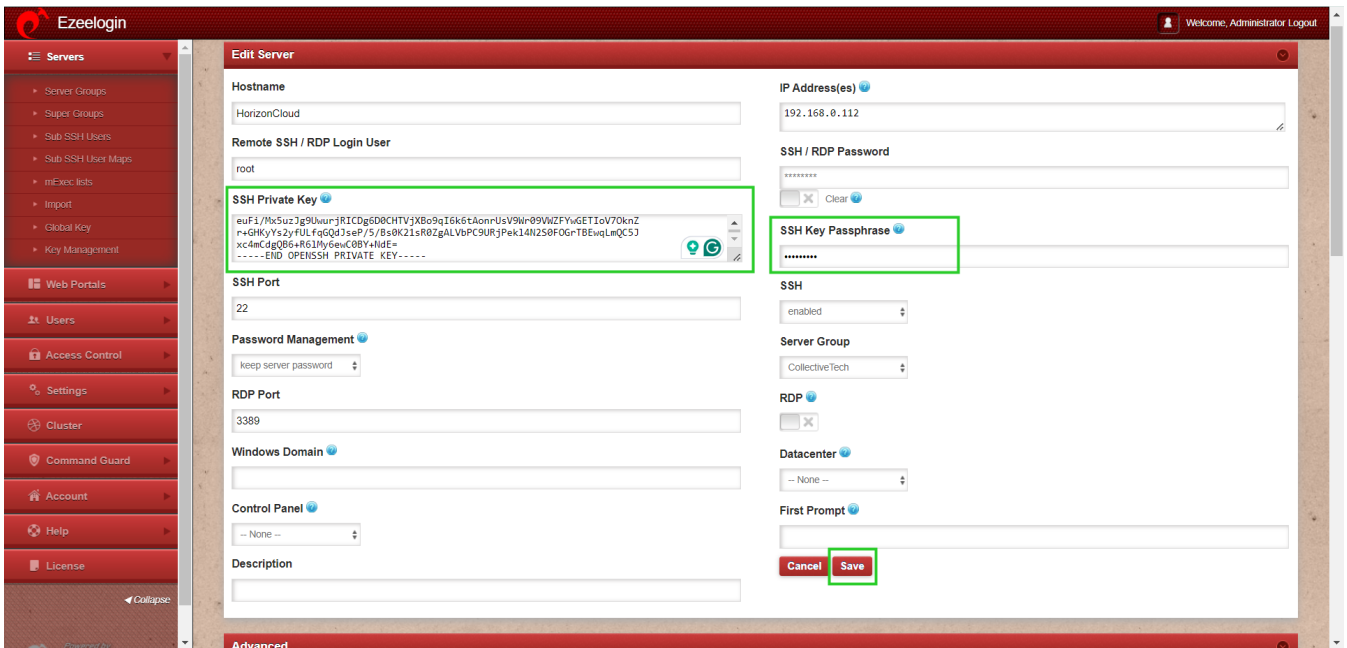 Ezeelogin
Welcome, Administrator Logout
Servers
Server Groups
Super Groups
Sub SSH Users
Sub SSH User Maps
mExec lists
Import
Global Key
Key Management
Web Portals
Users
Access Control
Settings
Cluster
Command Guard
Account
Help
License
Collapse
Edit Server
Hostname
HorizonCloud
IP Address(es)
192.168.0.112
Remote SSH / RDP Login User
root
SSH / RDP Password
********
Clear
SSH Private Key
euFi/Mx5uzJg9UwurjRICDg6D0CHTVjXBo9qI6k6tAonrUsV9Wr09VWZFYwGETIoV7OknZ
r+GHKyYs2yfULfqGQdJseP/5/Bs0K21sR0ZgALVbPC9URjPek14N2S0FOGrTBEwqLmQC5J
xc4mCdgQB6+R61My6ewC0BY+NdE=
-----END OPENSSH PRIVATE KEY-----
SSH Key Passphrase
•••••••••
SSH Port
22
SSH
enabled
Password Management
keep server password
Server Group
CollectiveTech
RDP Port
3389
RDP
Windows Domain
Datacenter
-- None --
Control Panel
-- None --
First Prompt
Description
Cancel
Save
Advanced